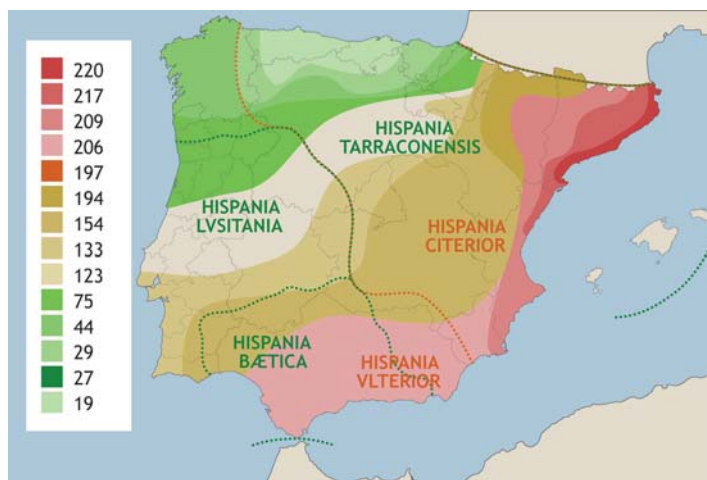 220
217
209
206
197
194
154
133
123
75
44
29
27
19
HISPANIA
TARRACONENSIS
HISPANIA
LVSITANIA
HISPANIA
CITERIOR
HISPANIA
BÆTICA
HISPANIA
VLTERIOR